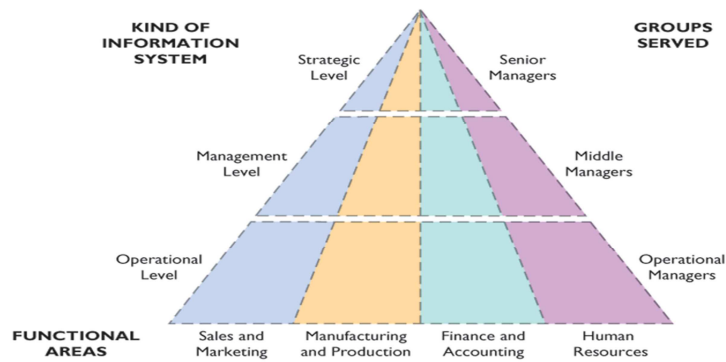 KIND OF
INFORMATION
SYSTEM
GROUPS
SERVED
Strategic
Level
Senior
Managers
Management
Level
Middle
Managers
Operational
Level
Operational
Managers
FUNCTIONAL
AREAS
Sales and
Marketing
Manufacturing
and Production
Finance and
Accounting
Human
Resources